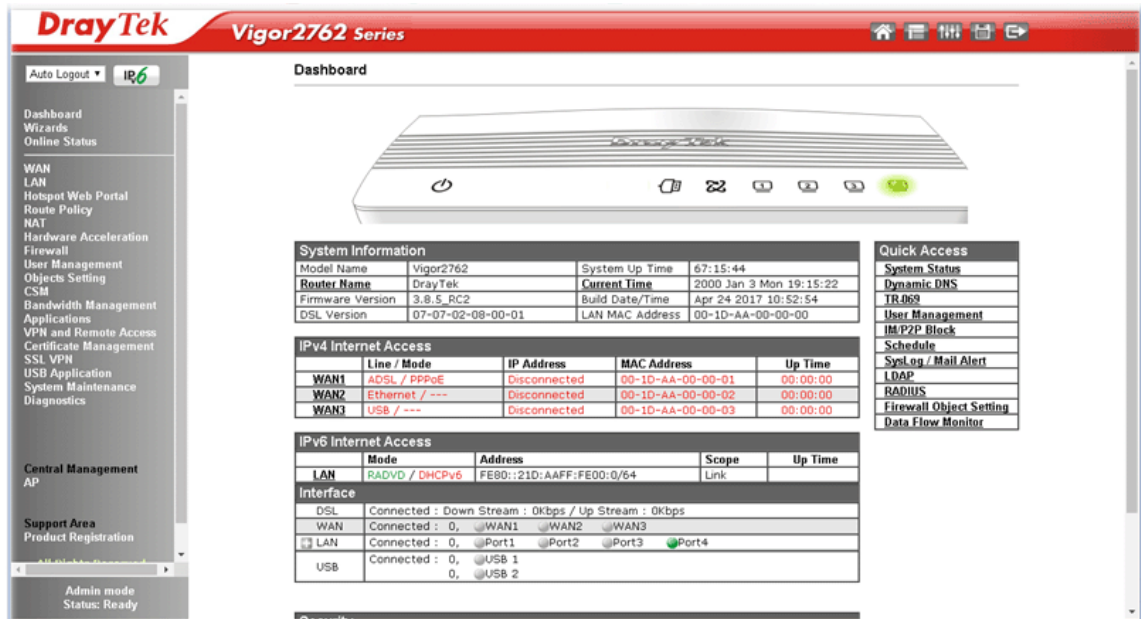 DrayTek Vigor2762 Series
Auto Logout IPv6
Dashboard
Wizards
Online Status
WAN
LAN
Hotspot Web Portal
Route Policy
NAT
Hardware Acceleration
Firewall
User Management
Objects Setting
CSM
Bandwidth Management
Applications
VPN and Remote Access
Certificate Management
SSL VPN
USB Application
System Maintenance
Diagnostics
Central Management
AP
Support Area
Product Registration
All Rights Reserved
Admin mode
Status: Ready
Dashboard
DrayTek
1 2 3
System Information
Model Name Vigor2762 System Up Time 67:15:44
Router Name DrayTek Current Time 2000 Jan 3 Mon 19:15:22
Firmware Version 3.8.5_RC2 Build Date/Time Apr 24 2017 10:52:54
DSL Version 07-07-02-08-00-01 LAN MAC Address 00-1D-AA-00-00-00
IPv4 Internet Access
Line / Mode IP Address MAC Address Up Time
WAN1 ADSL / PPPoE Disconnected 00-1D-AA-00-00-01 00:00:00
WAN2 Ethernet / --- Disconnected 00-1D-AA-00-00-02 00:00:00
WAN3 USB / --- Disconnected 00-1D-AA-00-00-03 00:00:00
IPv6 Internet Access
Mode Address Scope Up Time
LAN RADVD / DHCPv6 FE80::21D:AAFF:FE00:0/64 Link
Interface
DSL Connected : Down Stream : 0Kbps / Up Stream : 0Kbps
WAN Connected : 0, WAN1 WAN2 WAN3
LAN Connected : 0, Port1 Port2 Port3 Port4
USB Connected : 0, USB 1
0, USB 2
Security
Quick Access
System Status
Dynamic DNS
TR-069
User Management
IM/P2P Block
Schedule
SysLog / Mail Alert
LDAP
RADIUS
Firewall Object Setting
Data Flow Monitor